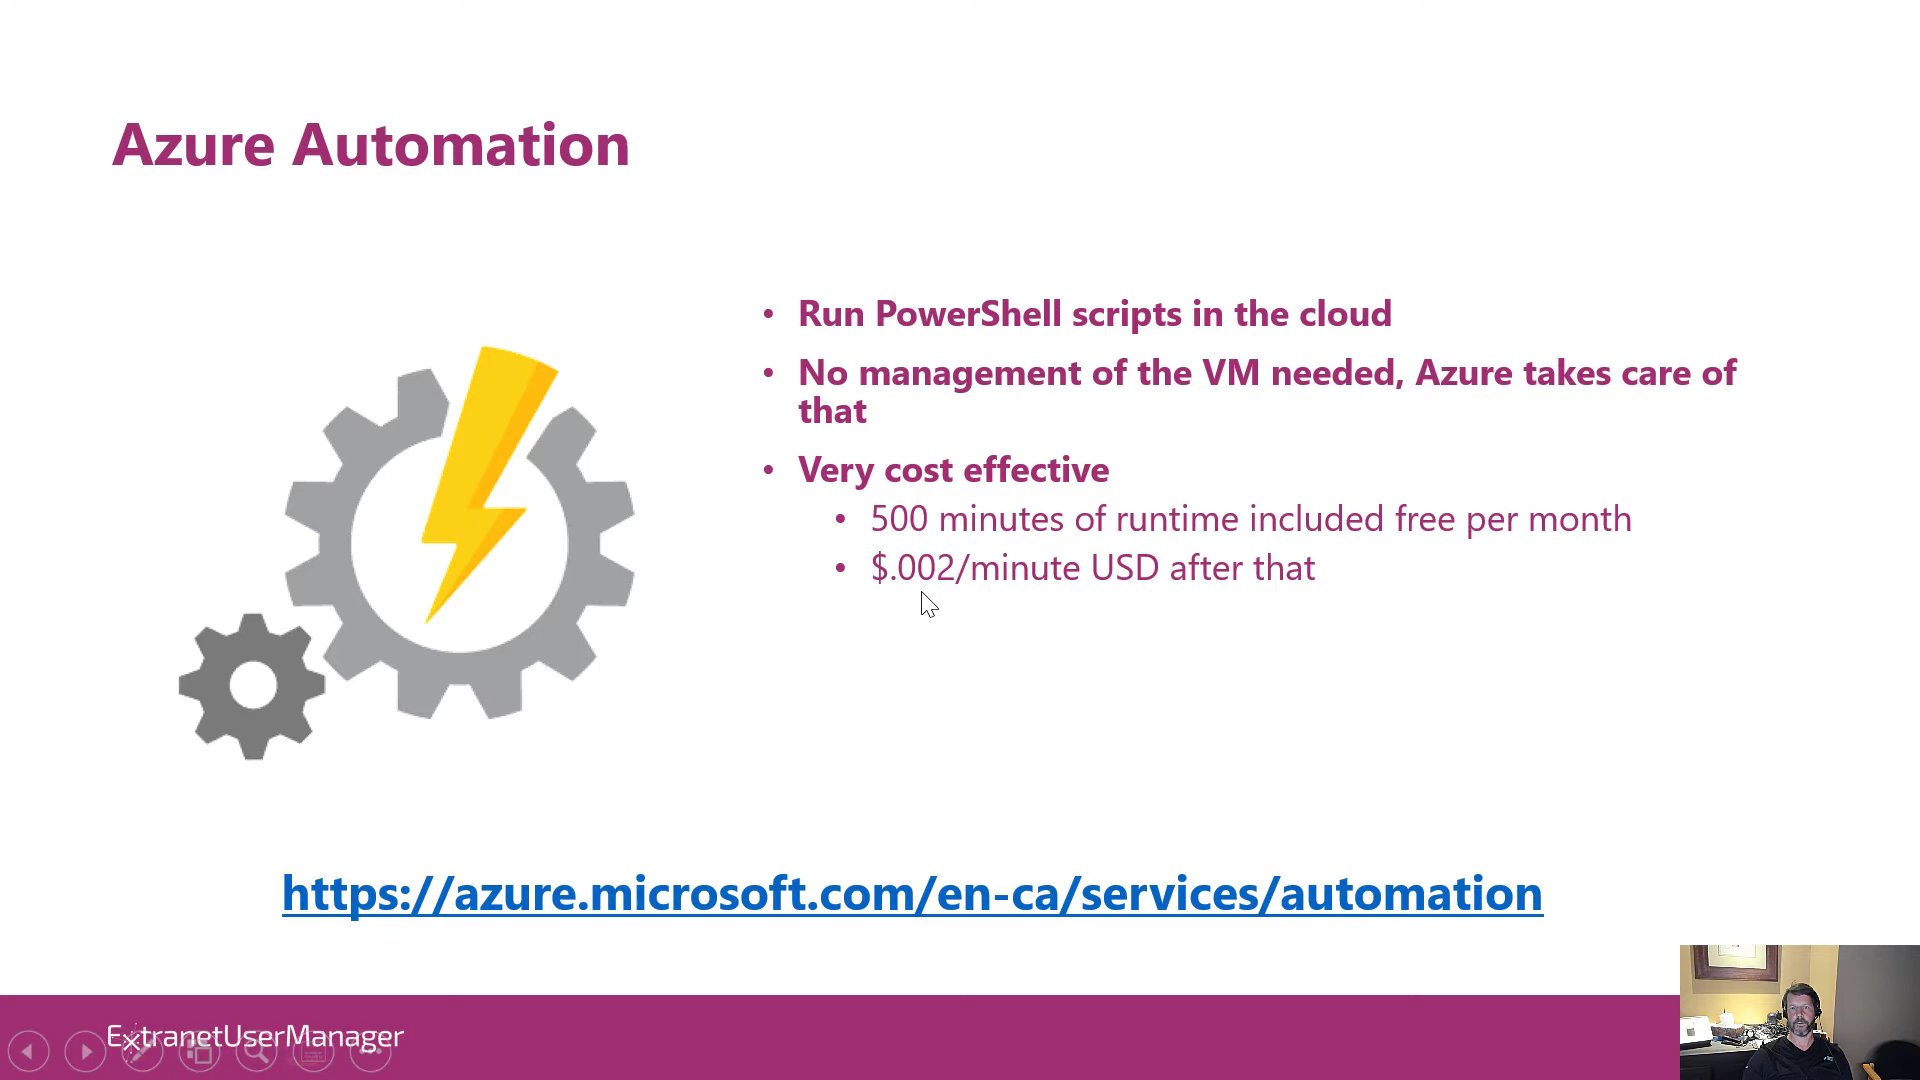 Azure Automation
• Run PowerShell scripts in the cloud
• No management of the VM needed, Azure takes care of
that
• Very cost effective
• 500 minutes of runtime included free per month
• $.002/minute USD after that
https://azure.microsoft.com/en-ca/services/automation
ExtranetUserManager